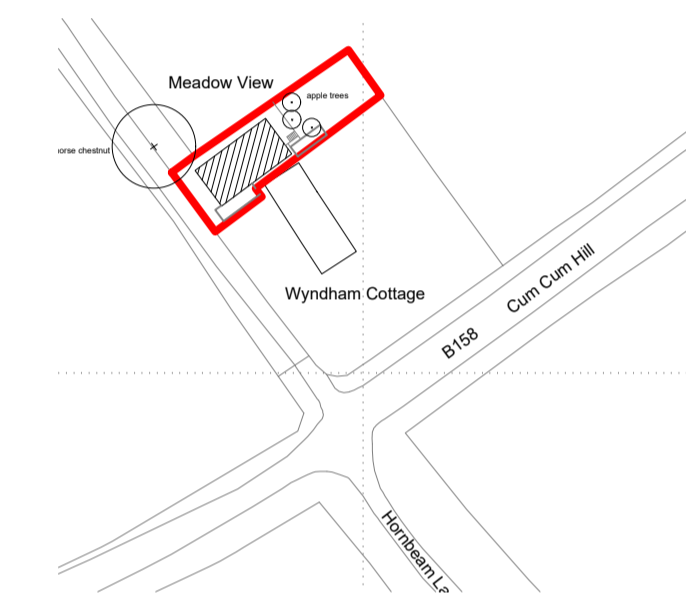 Meadow View
apple trees
horse chestnut
Wyndham Cottage
Cum Cum Hill
B158
Hornbeam La